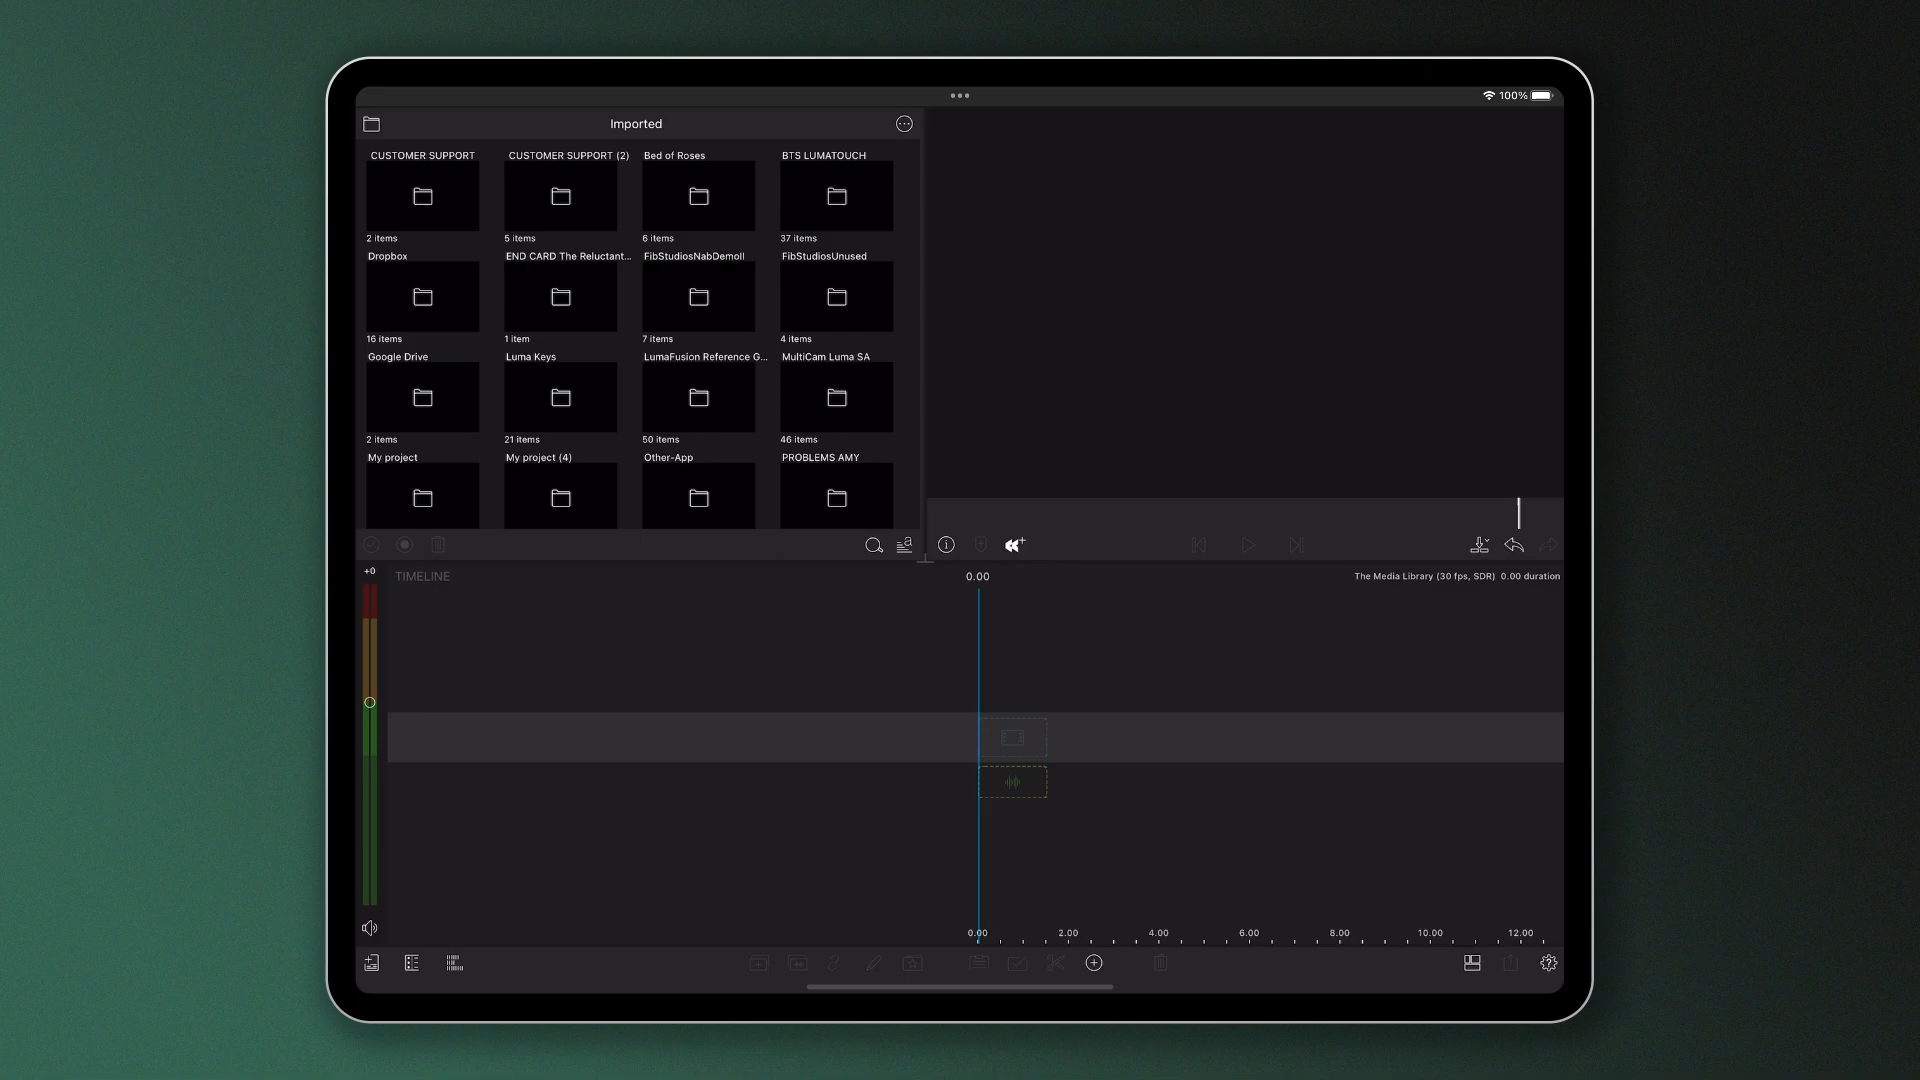 100%
Imported
CUSTOMER SUPPORT
CUSTOMER SUPPORT (2)
Bed of Roses
BTS LUMATOUCH
2 items
5 items
6 items
37 items
Dropbox
END CARD The Reluctant...
FibStudiosNabDemoII
FibStudiosUnused
16 items
1 item
7 items
4 items
Google Drive
Luma Keys
LumaFusion Reference G...
MultiCam Luma SA
2 items
21 items
50 items
46 items
My project
My project (4)
Other-App
PROBLEMS AMY
+0
TIMELINE
0.00
The Media Library (30 fps, SDR) 0.00 duration
0.00 2.00 4.00 6.00 8.00 10.00 12.00